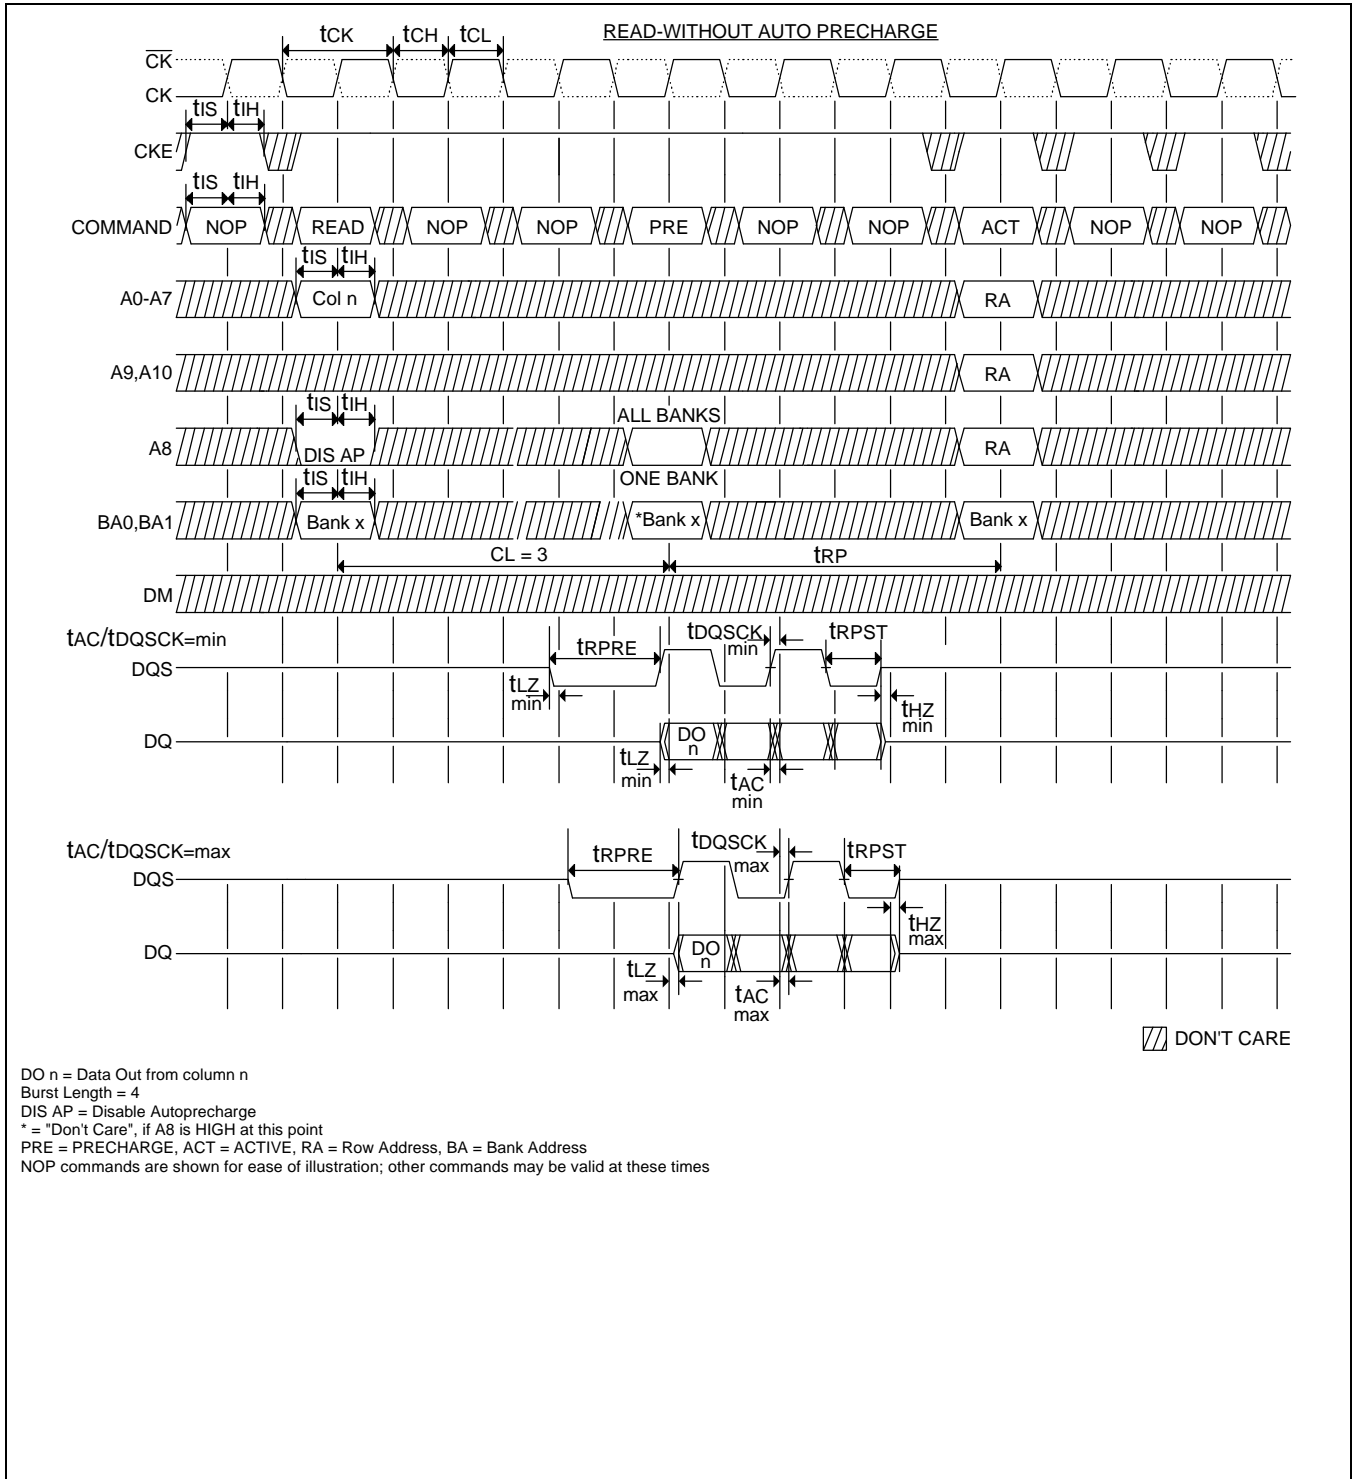 READ-WITHOUT AUTO PRECHARGE
tCK tCH tCL
CK
CK
tIS tIH
CKE
tIS tIH
COMMAND NOP READ NOP NOP PRE NOP NOP ACT NOP NOP
tIS tIH
A0-A7 Col n RA
A9,A10 RA
tIS tIH ALL BANKS
A8 DIS AP RA
tIS tIH ONE BANK
BA0,BA1 Bank x *Bank x Bank x
CL = 3 tRP
DM
tAC/tDQSCK=min
tRPRE tDQSCK min tRPST
DQS
tLZ min tHZ min
DQ DO n
tLZ min tAC min
tAC/tDQSCK=max
tRPRE tDQSCK max tRPST
DQS
tHZ max
DQ DO n
tLZ max tAC max
DON'T CARE
DO n = Data Out from column n
Burst Length = 4
DIS AP = Disable Autoprecharge
* = "Don't Care", if A8 is HIGH at this point
PRE = PRECHARGE, ACT = ACTIVE, RA = Row Address, BA = Bank Address
NOP commands are shown for ease of illustration; other commands may be valid at these times